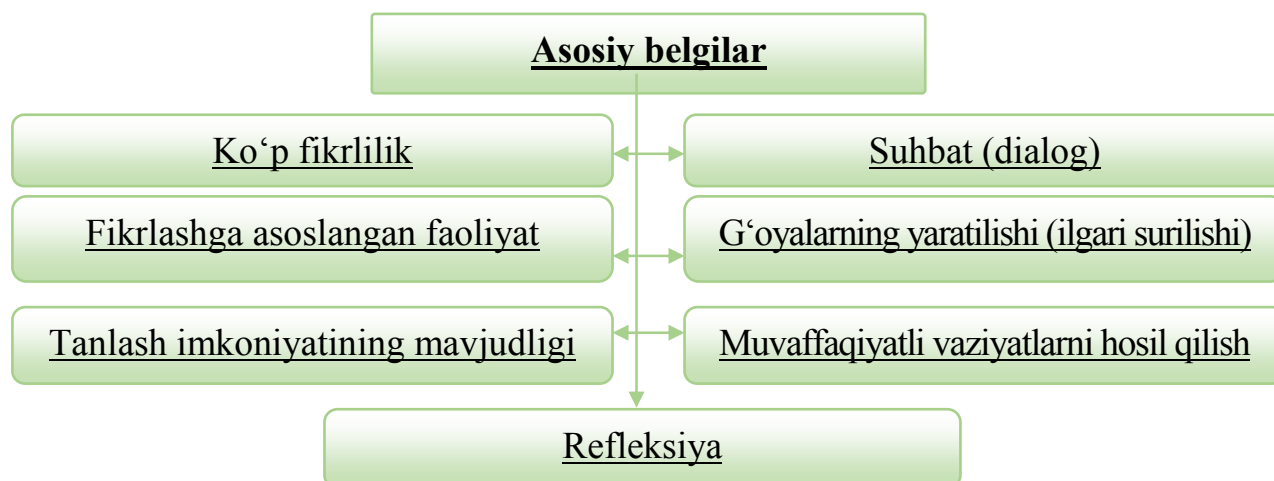 Asosiy belgilar
Ko‘p fikrlilik
Suhbat (dialog)
Fikrlashga asoslangan faoliyat
G‘oyalarning yaratilishi (ilgari surilishi)
Tanlash imkoniyatining mavjudligi
Muvaffaqiyatli vaziyatlarni hosil qilish
Refleksiya